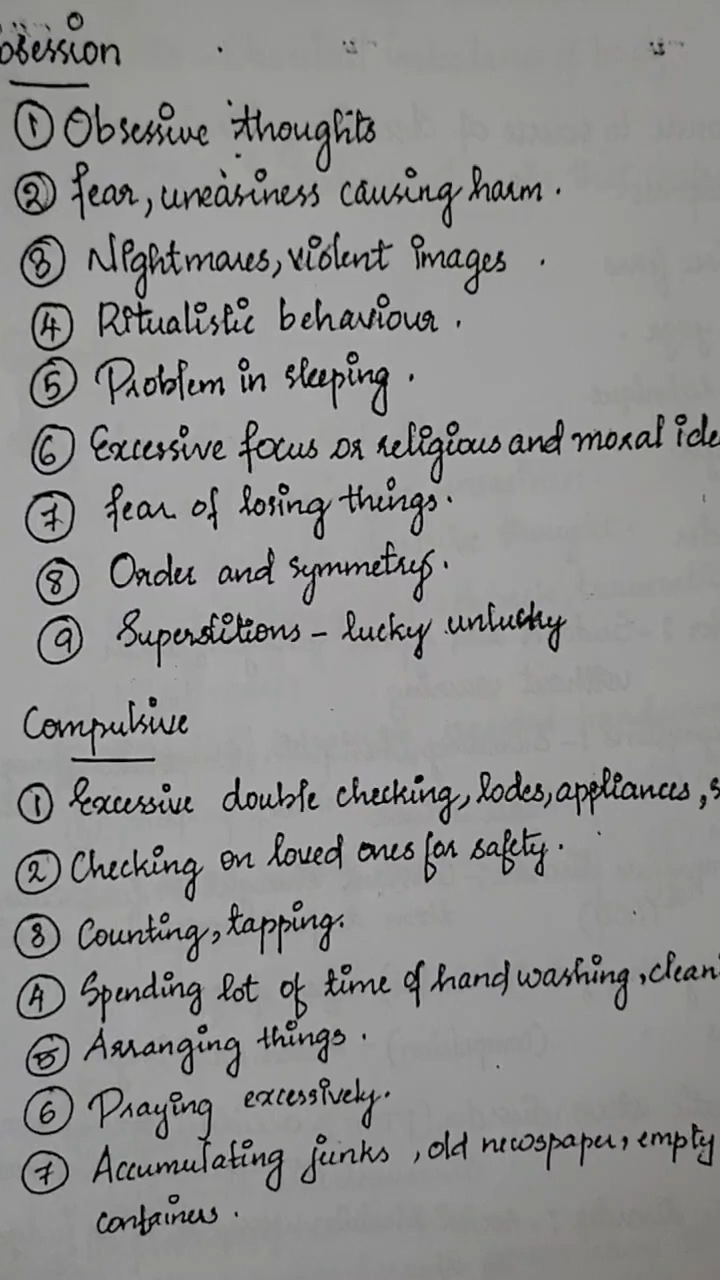 obsession
① Obsessive thoughts
② fear, uneasiness causing harm.
③ Nightmares, violent images.
④ Ritualistic behaviour.
⑤ Problem in sleeping.
⑥ Excessive focus or religious and moral ide
⑦ fear of losing things.
⑧ Order and symmetry.
⑨ Superstitions - lucky unlucky
Compulsive
① Excessive double checking, lodes, appliances, s
② Checking on loved ones for safety.
③ Counting, tapping.
④ Spending lot of time of hand washing, clean
⑤ Arranging things.
⑥ Praying excessively.
⑦ Accumulating junks, old newspaper, empty
containers.